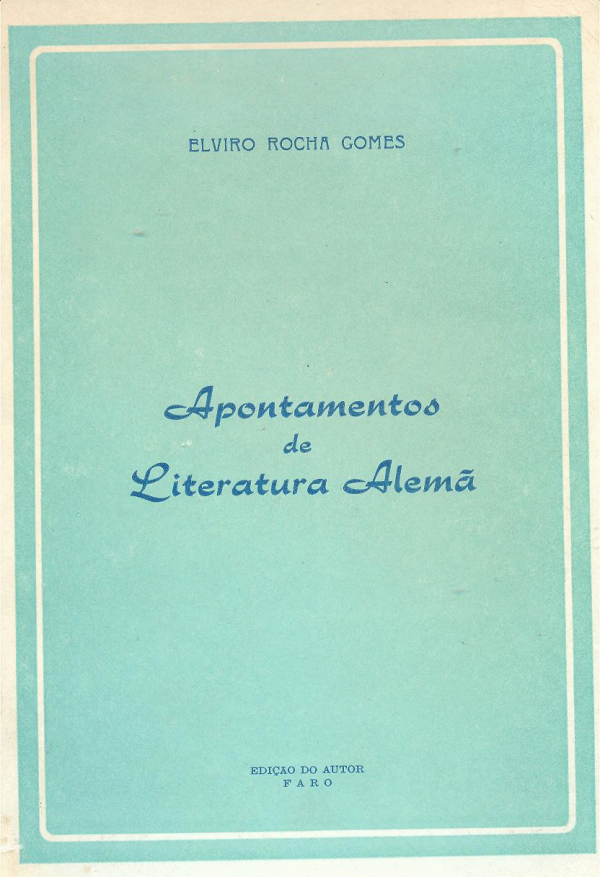 ELVIRO ROCHA GOMES
Apontamentos
de
Literatura Alemã
EDIÇÃO DO AUTOR
FARO